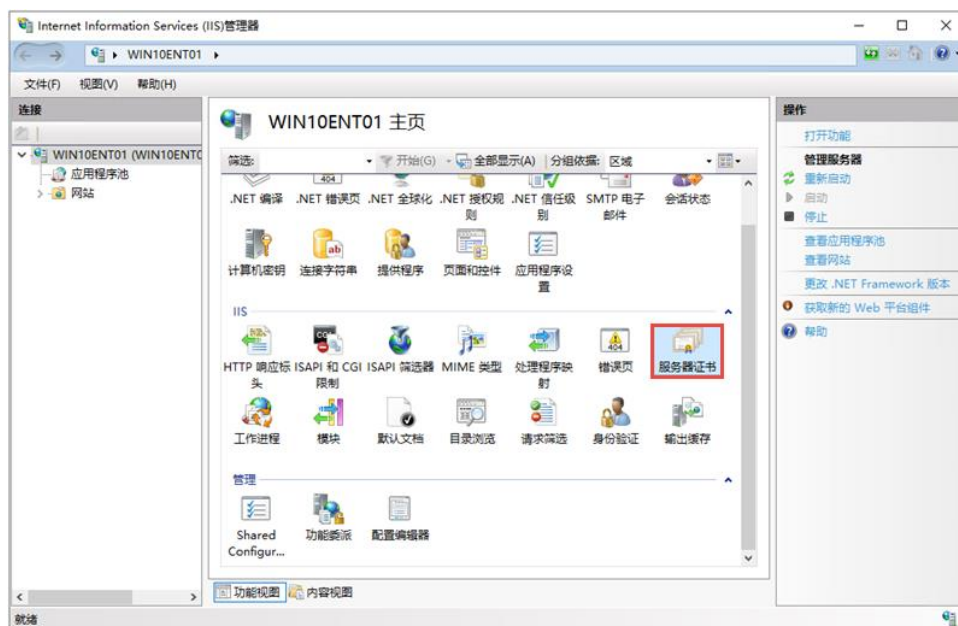 Internet Information Services (IIS)管理器
WIN10ENT01
文件(F) 视图(V) 帮助(H)
连接
WIN10ENT01 (WIN10ENT0
应用程序池
网站
WIN10ENT01 主页
筛选: 开始(G) 全部显示(A) 分组依据: 区域
404
.NET 编译 .NET 错误页 .NET 全球化 .NET 授权规 .NET 信任级 SMTP 电子 会话状态
则 别 邮件
ab
计算机密钥 连接字符串 提供程序 页面和控件 应用程序设
置
IIS
CGI 404
HTTP 响应标 ISAPI 和 CGI ISAPI 筛选器 MIME 类型 处理程序映 错误页 服务器证书
头 限制 射
工作进程 模块 默认文档 目录浏览 请求筛选 身份验证 输出缓存
管理
Shared 功能委派 配置编辑器
Configur...
功能视图 内容视图
操作
打开功能
管理服务器
重新启动
启动
停止
查看应用程序池
查看网站
更改 .NET Framework 版本
获取新的 Web 平台组件
帮助
就绪